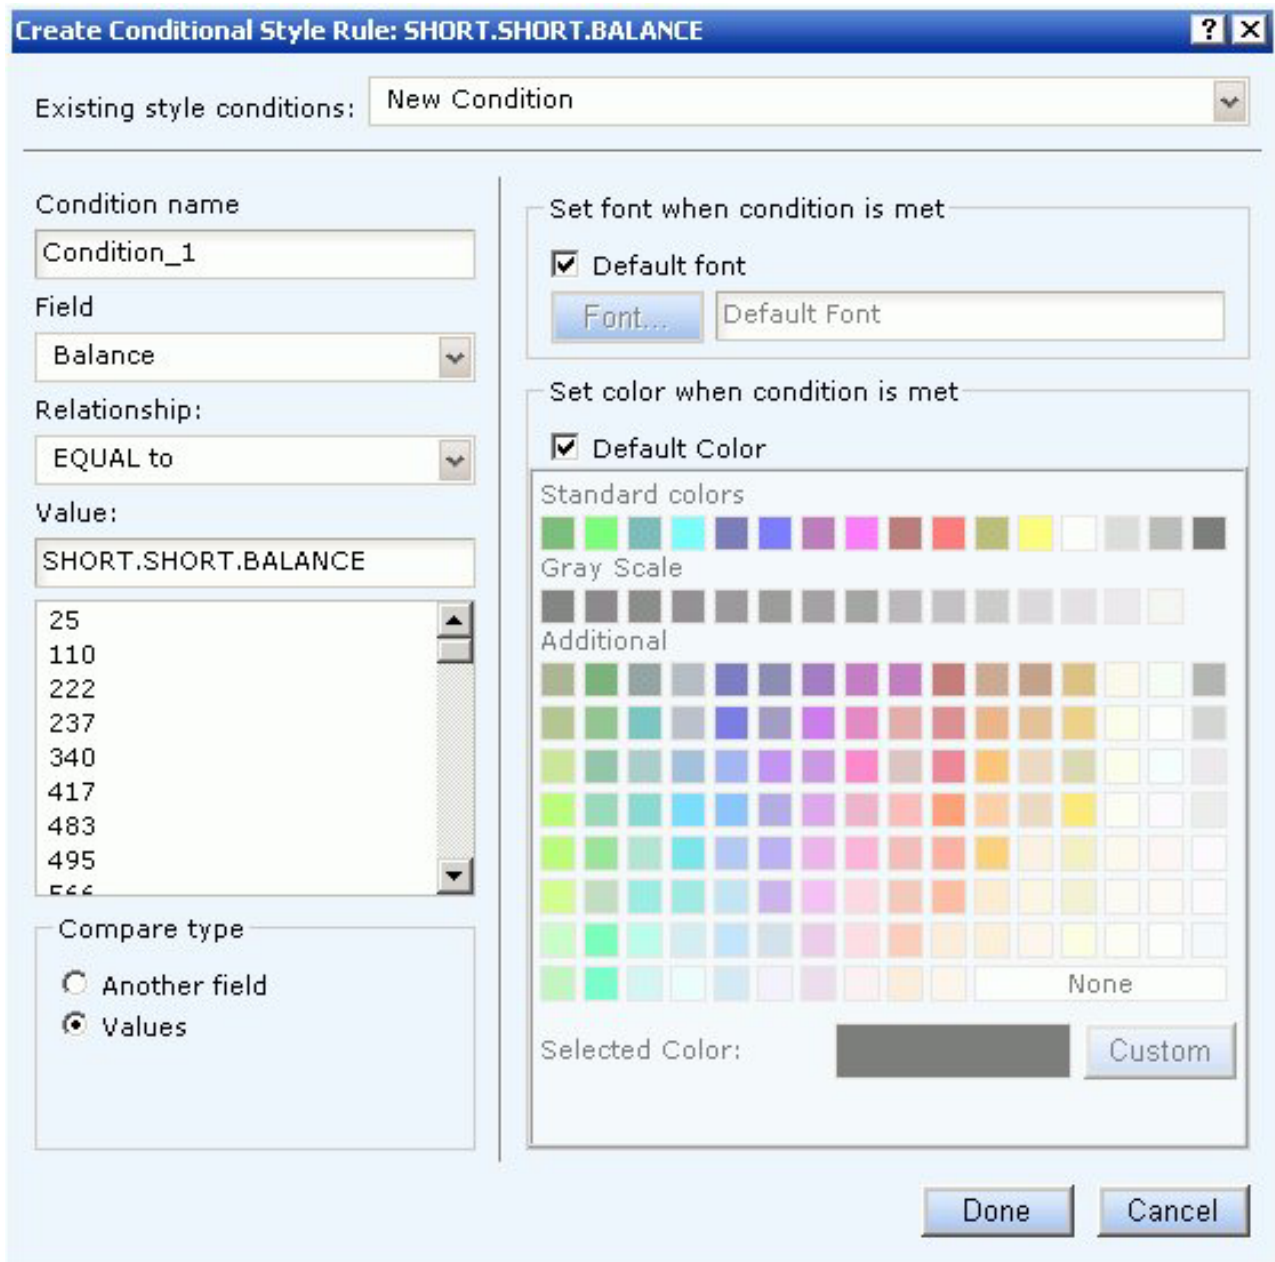 Create Conditional Style Rule: SHORT.SHORT.BALANCE
Existing style conditions: New Condition
Condition name
Condition_1
Field
Balance
Relationship:
EQUAL to
Value:
SHORT.SHORT.BALANCE
25
110
222
237
340
417
483
495
566
Compare type
Another field
Values
Set font when condition is met
Default font
Font... Default Font
Set color when condition is met
Default Color
Standard colors
Gray Scale
Additional
None
Selected Color: Custom
Done Cancel